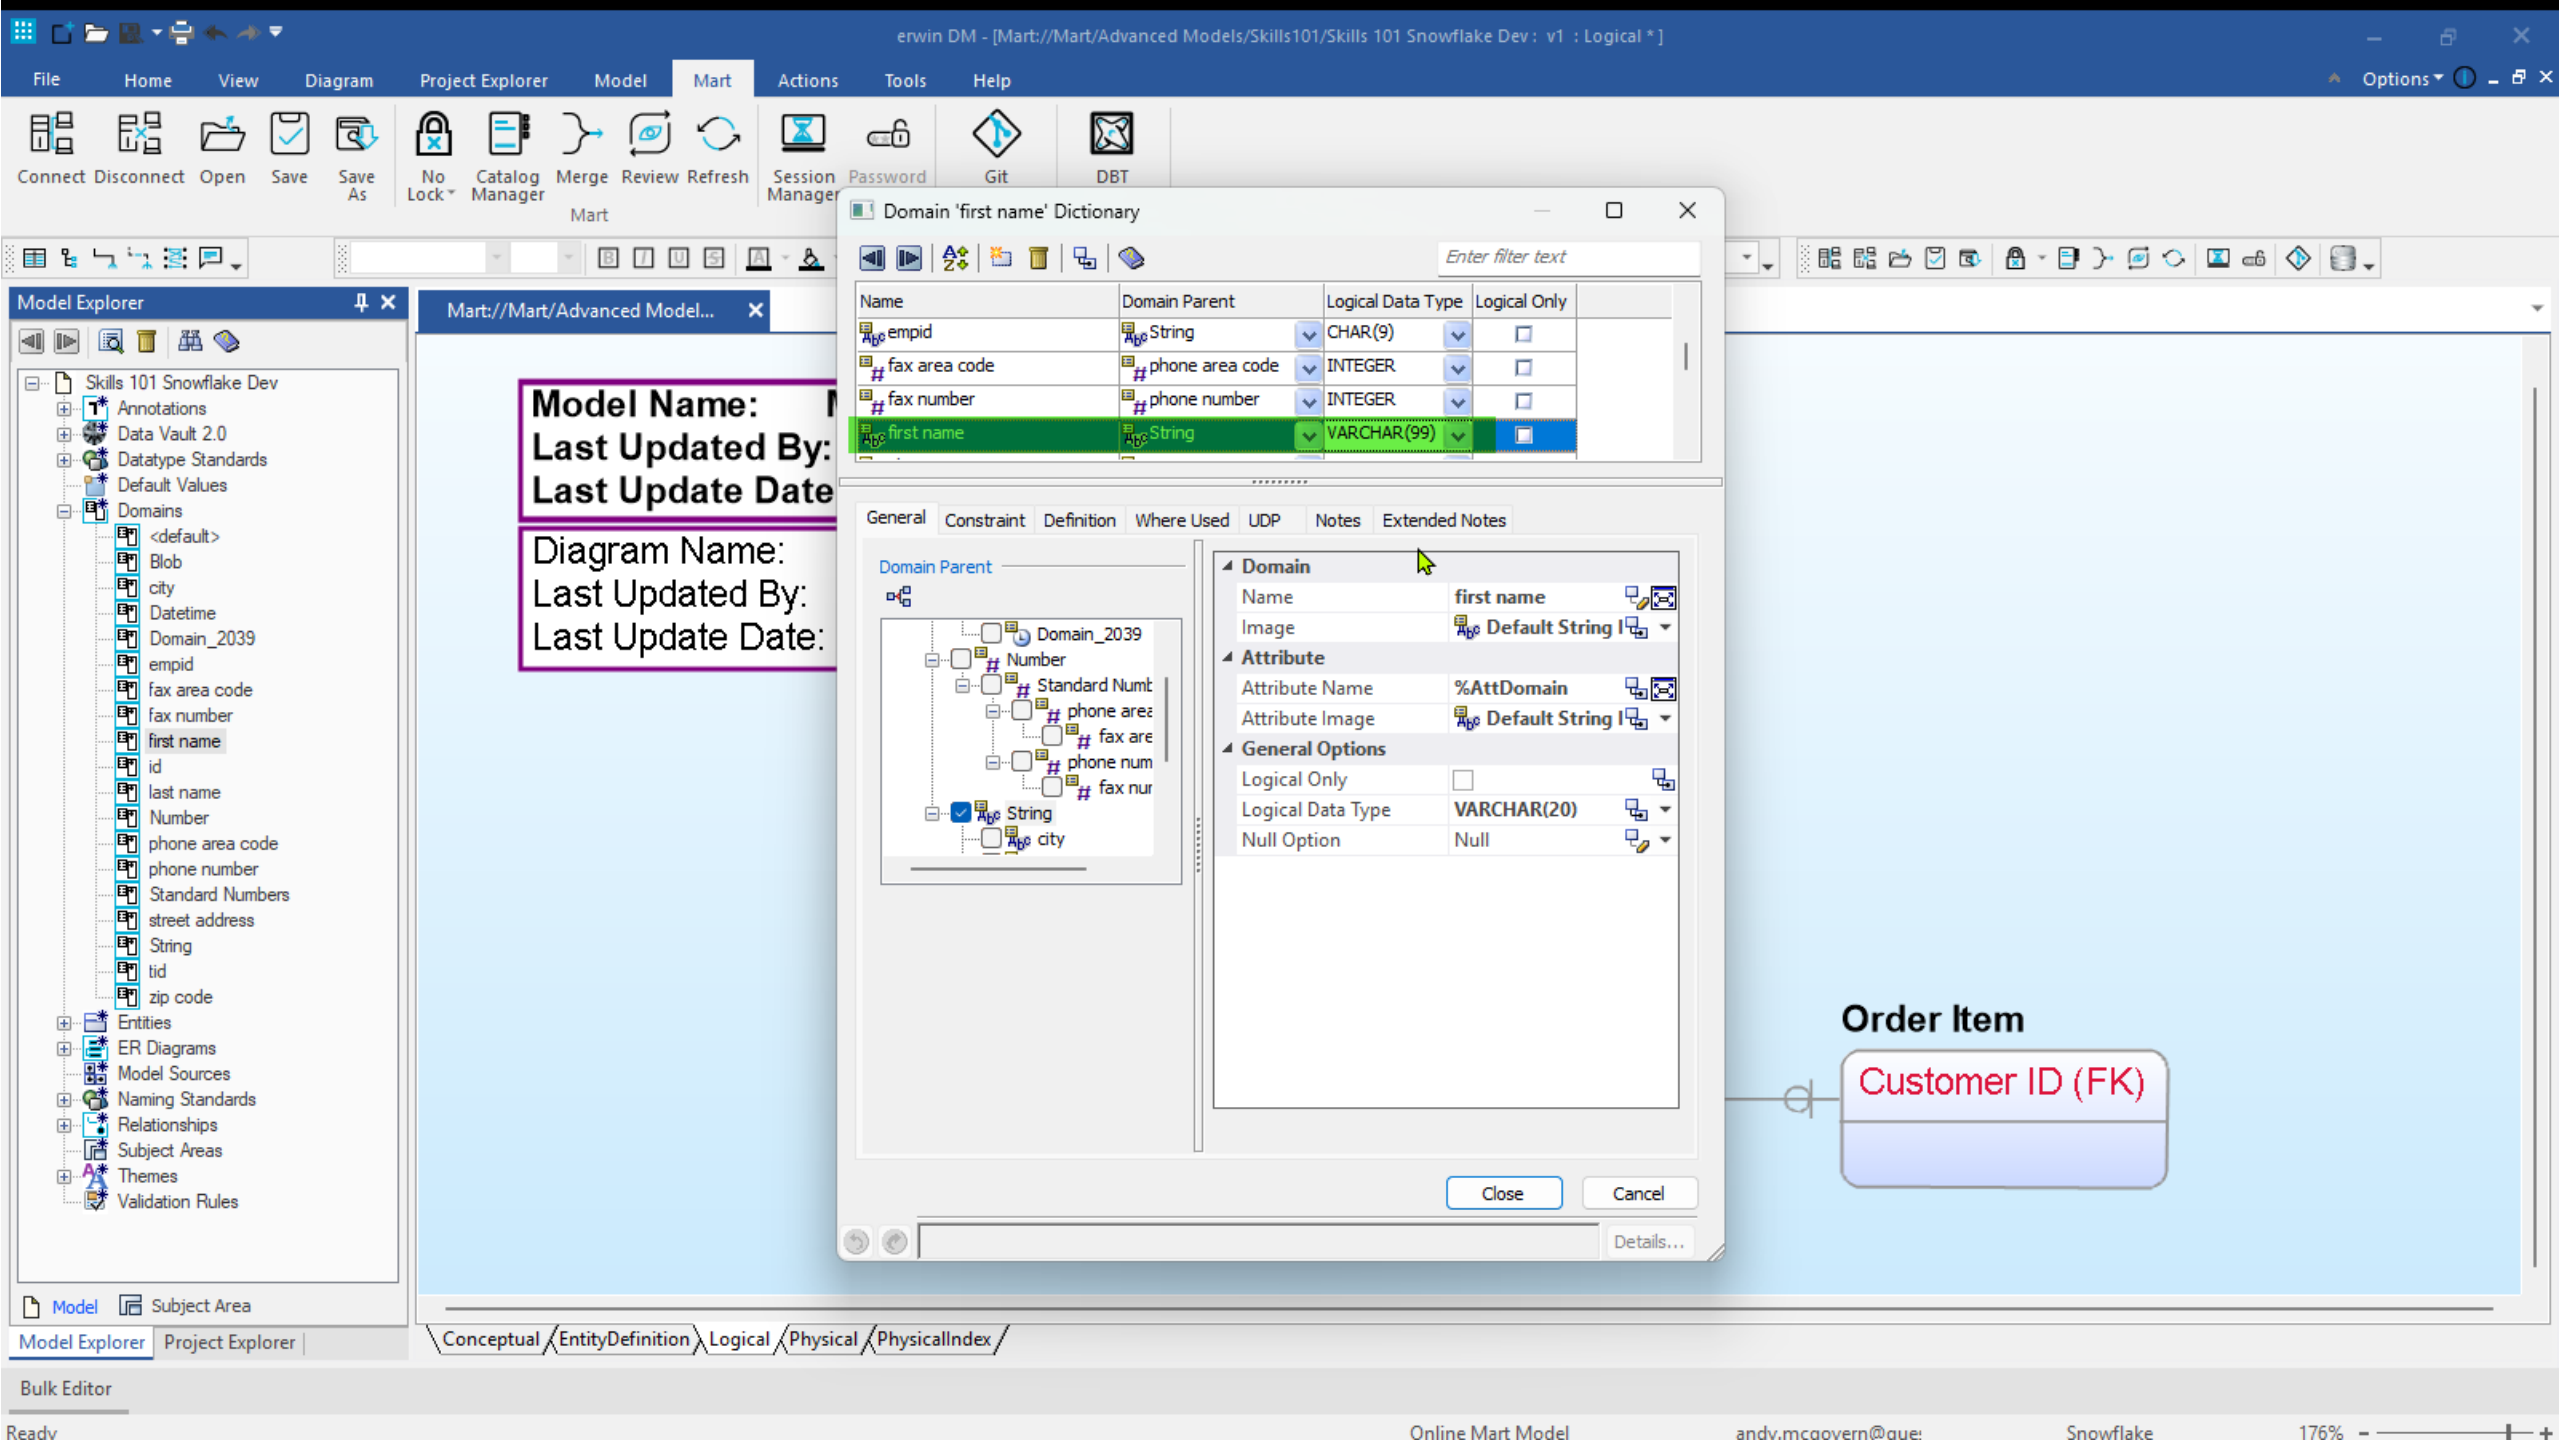 erwin DM - [Mart://Mart/Advanced Models/Skills101/Skills 101 Snowflake Dev : v1 : Logical * ]
File Home View Diagram Project Explorer Model Mart Actions Tools Help Options
Connect Disconnect Open Save Save As No Lock Catalog Manager Merge Review Refresh Session Manager Password Git DBT
Mart
Model Explorer
Skills 101 Snowflake Dev
Annotations
Data Vault 2.0
Datatype Standards
Default Values
Domains
<default>
Blob
city
Datetime
Domain_2039
empid
fax area code
fax number
first name
id
last name
Number
phone area code
phone number
Standard Numbers
street address
String
tid
zip code
Entities
ER Diagrams
Model Sources
Naming Standards
Relationships
Subject Areas
Themes
Validation Rules
Model Subject Area
Model Explorer Project Explorer
Mart://Mart/Advanced Model...
Model Name:
Last Updated By:
Last Update Date
Diagram Name:
Last Updated By:
Last Update Date:
Domain 'first name' Dictionary
Enter filter text
Name Domain Parent Logical Data Type Logical Only
empid String CHAR(9)
fax area code phone area code INTEGER
fax number phone number INTEGER
first name String VARCHAR(99)
General Constraint Definition Where Used UDP Notes Extended Notes
Domain Parent
Domain_2039
Number
Standard Numb
phone area
fax are
phone num
fax nur
String
city
Domain
Name first name
Image Default String I
Attribute
Attribute Name %AttDomain
Attribute Image Default String I
General Options
Logical Only
Logical Data Type VARCHAR(20)
Null Option Null
Close Cancel
Details...
Order Item
Customer ID (FK)
Conceptual EntityDefinition Logical Physical PhysicalIndex
Bulk Editor
Ready Online Mart Model andy.mcgovern@que Snowflake 176%